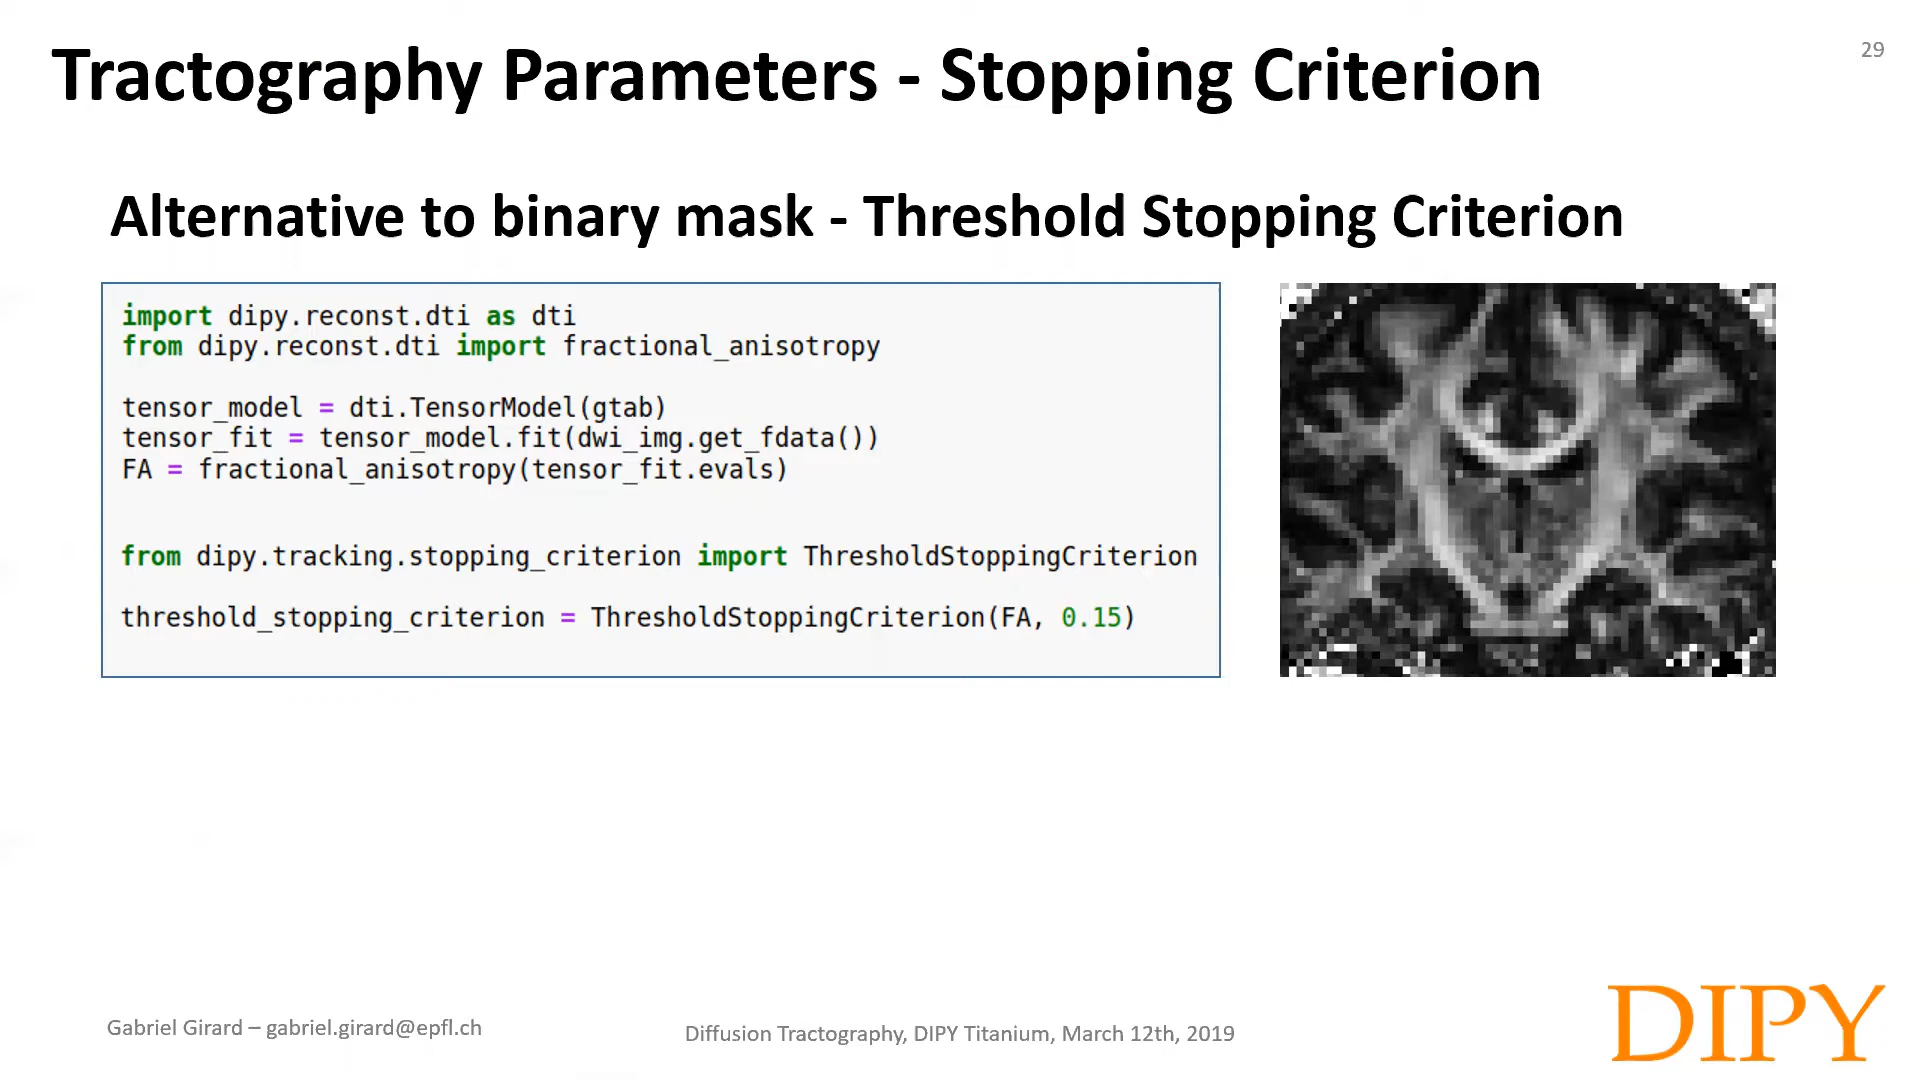 Tractography Parameters - Stopping Criterion
29
Alternative to binary mask - Threshold Stopping Criterion
import dipy.reconst.dti as dti
from dipy.reconst.dti import fractional_anisotropy
tensor_model = dti.TensorModel(gtab)
tensor_fit = tensor_model.fit(dwi_img.get_fdata())
FA = fractional_anisotropy(tensor_fit.evals)
from dipy.tracking.stopping_criterion import ThresholdStoppingCriterion
threshold_stopping_criterion = ThresholdStoppingCriterion(FA, 0.15)
Gabriel Girard – gabriel.girard@epfl.ch
Diffusion Tractography, DIPY Titanium, March 12th, 2019
DIPY